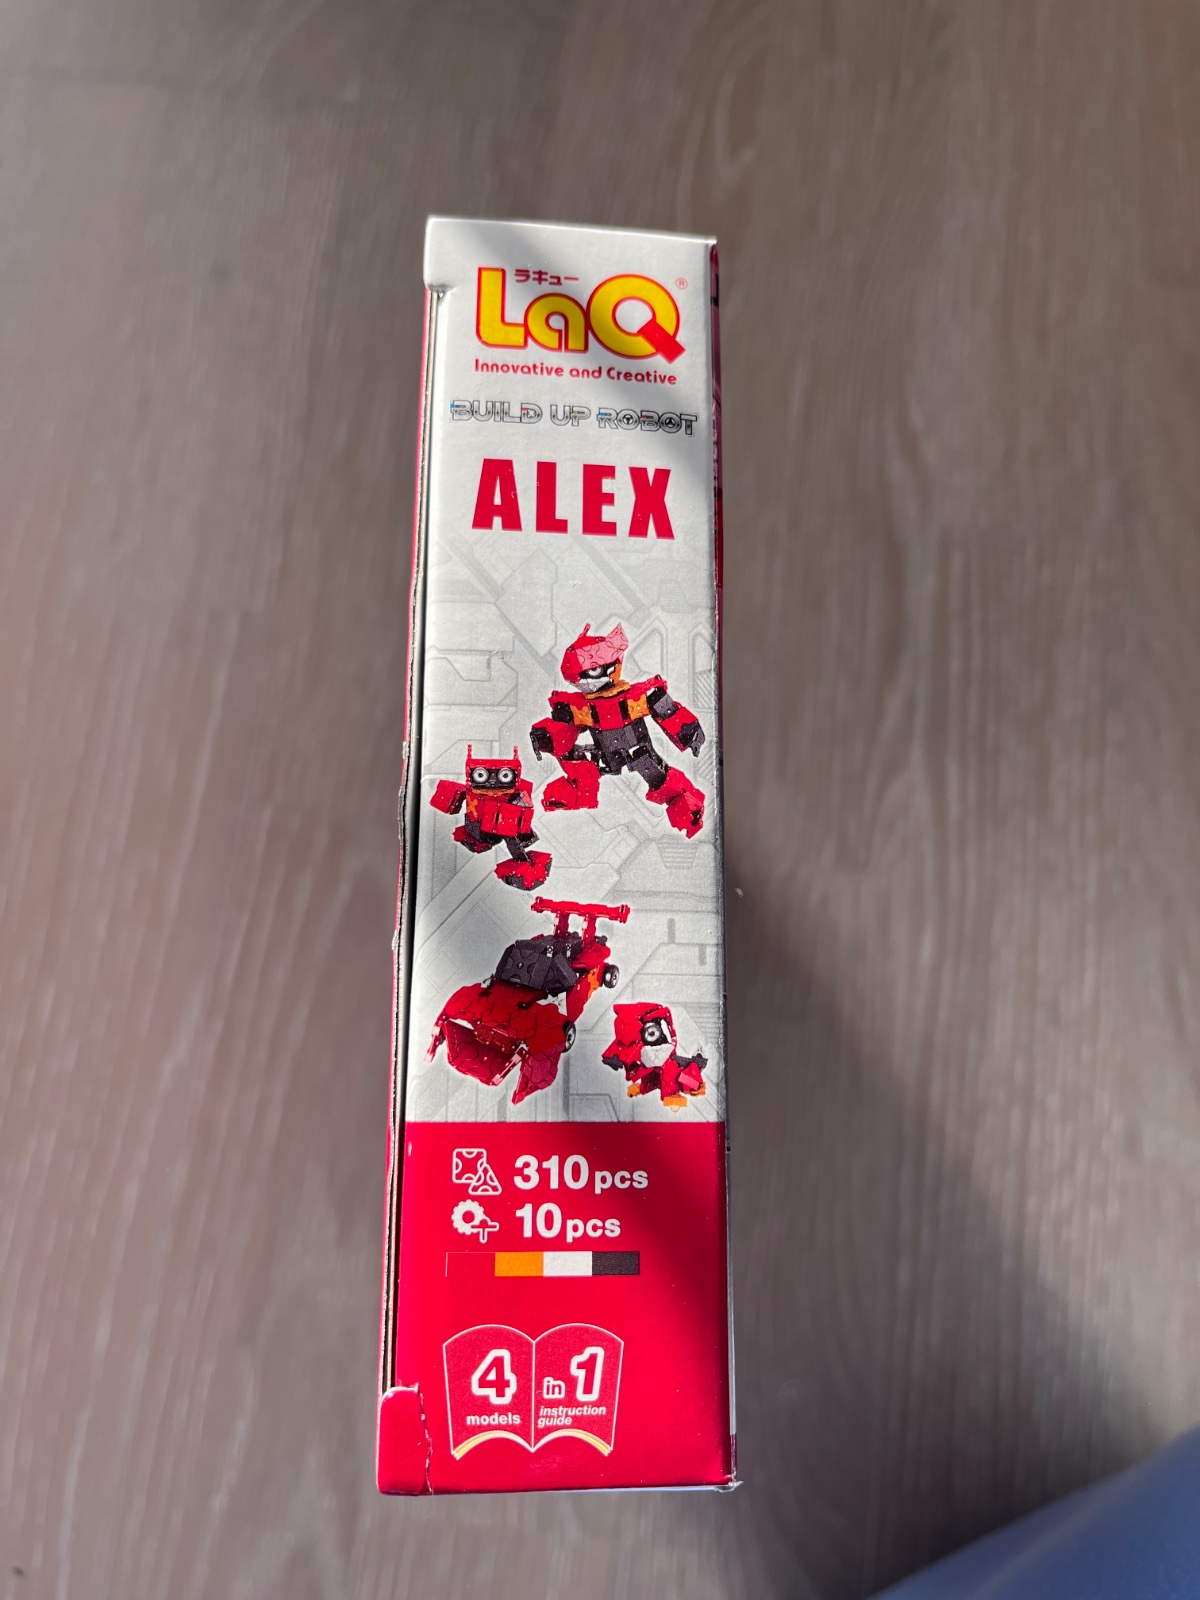 ラキュー
LaQ®
Innovative and Creative
BUILD UP ROBOT
ALEX
310pcs
10pcs
4 in 1
models instruction guide